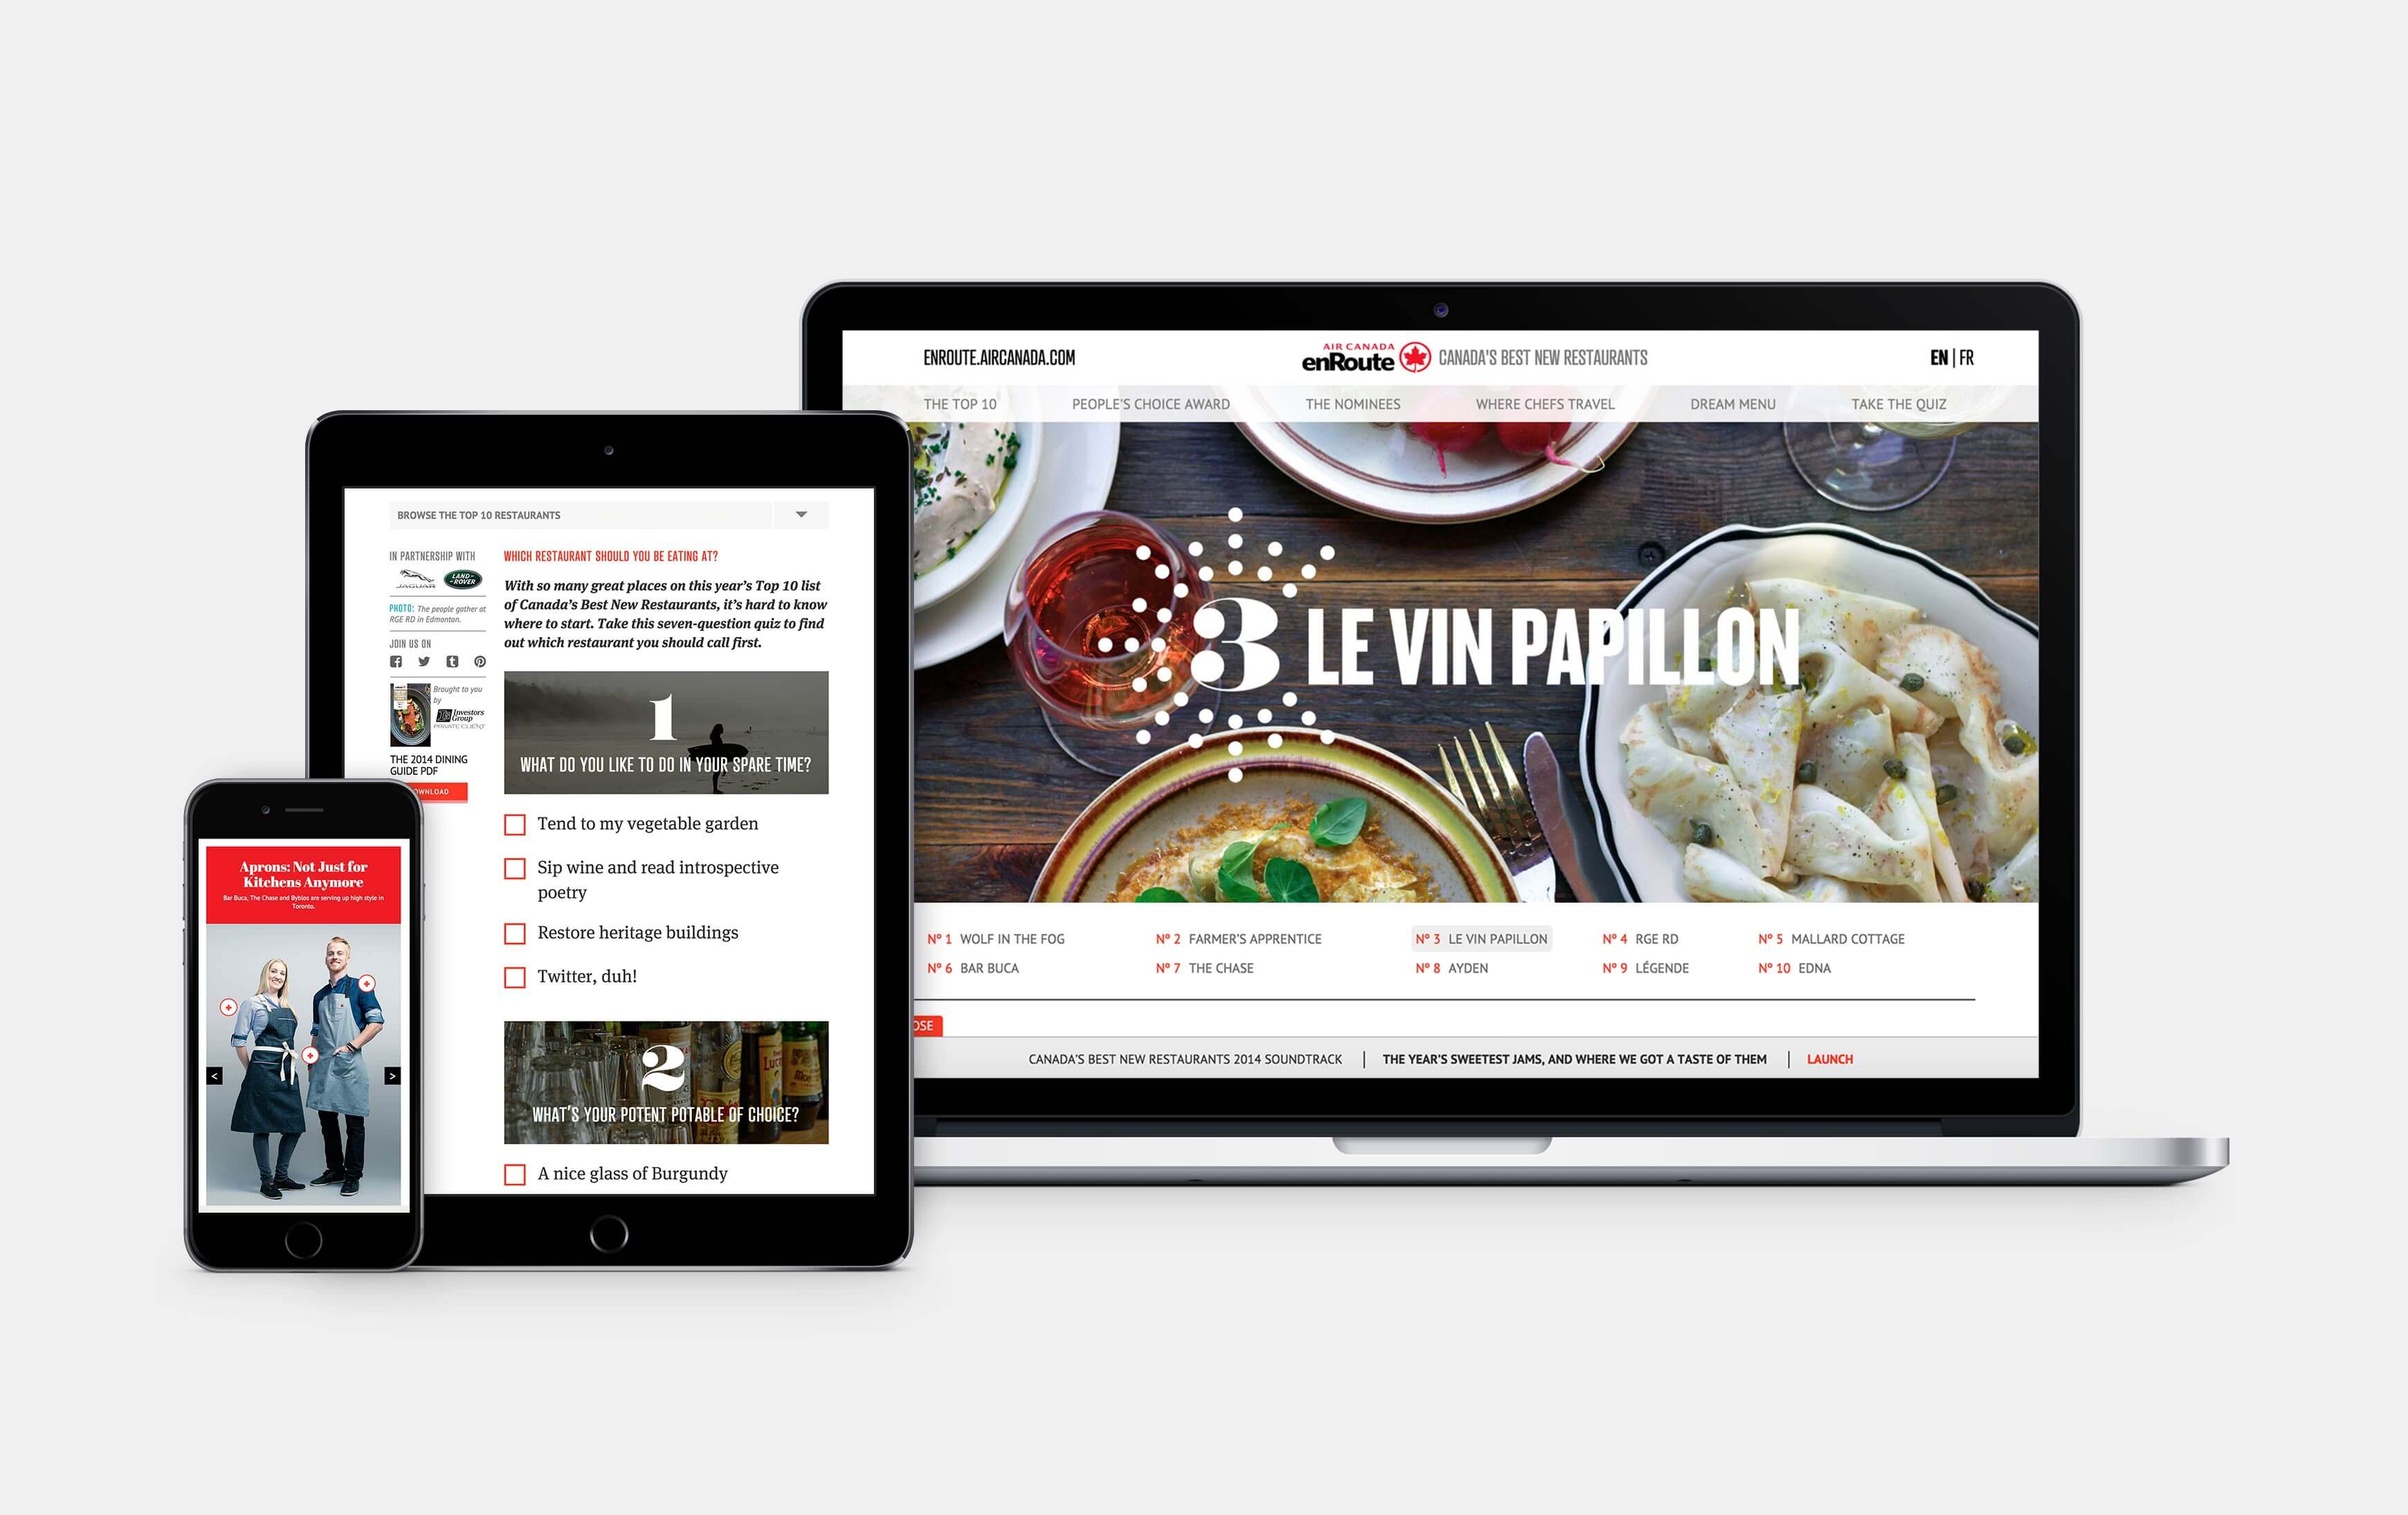 ENROUTE.AIRCANADA.COM
AIR CANADA
enRoute
CANADA'S BEST NEW RESTAURANTS
EN | FR
THE TOP 10
PEOPLE'S CHOICE AWARD
THE NOMINEES
WHERE CHEFS TRAVEL
DREAM MENU
TAKE THE QUIZ
3 LE VIN PAPILLON
Nº 1 WOLF IN THE FOG
Nº 2 FARMER'S APPRENTICE
Nº 3 LE VIN PAPILLON
Nº 4 RGE RD
Nº 5 MALLARD COTTAGE
Nº 6 BAR BUCA
Nº 7 THE CHASE
Nº 8 AYDEN
Nº 9 LÉGENDE
Nº 10 EDNA
OSE
CANADA'S BEST NEW RESTAURANTS 2014 SOUNDTRACK | THE YEAR'S SWEETEST JAMS, AND WHERE WE GOT A TASTE OF THEM | LAUNCH
BROWSE THE TOP 10 RESTAURANTS
IN PARTNERSHIP WITH
JAGUAR
LAND-
ROVER
PHOTO: The people gather at
RGE RD in Edmonton.
JOIN US ON
Brought to you
by
Investors
Group
PRIVATE CLIENT
THE 2014 DINING
GUIDE PDF
OWNLOAD
WHICH RESTAURANT SHOULD YOU BE EATING AT?
With so many great places on this year's Top 10 list
of Canada's Best New Restaurants, it's hard to know
where to start. Take this seven-question quiz to find
out which restaurant you should call first.
1
WHAT DO YOU LIKE TO DO IN YOUR SPARE TIME?
Tend to my vegetable garden
Sip wine and read introspective
poetry
Restore heritage buildings
Twitter, duh!
2
WHAT'S YOUR POTENT POTABLE OF CHOICE?
A nice glass of Burgundy
Aprons: Not Just for
Kitchens Anymore
Bar Buca, The Chase and Byblos are serving up high style in
Toronto.
< >